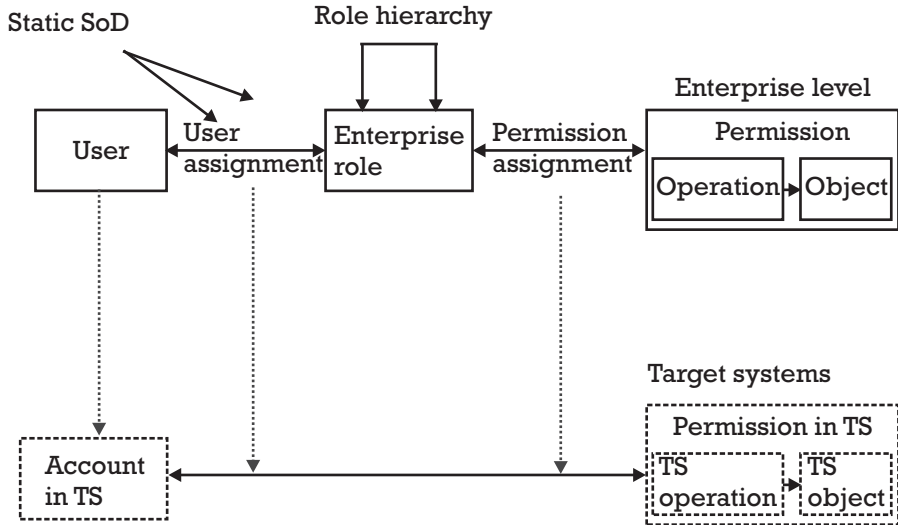 Static SoD
Role hierarchy
Enterprise level
User
User
assignment
Enterprise
role
Permission
assignment
Permission
Operation
Object
Target systems
Account
in TS
Permission in TS
TS
operation
TS
object